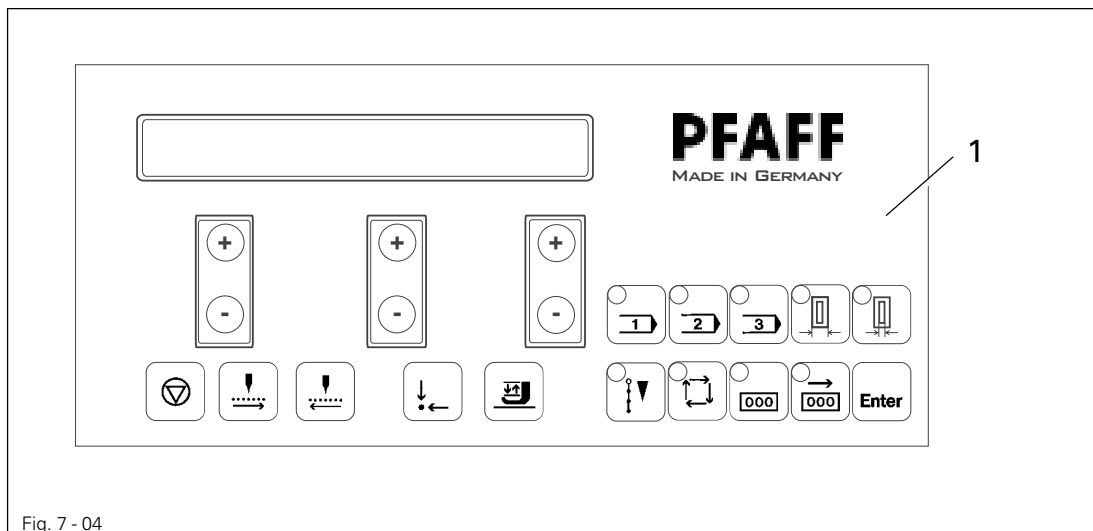 PFAFF
MADE IN GERMANY
1
+ + +
- - -
1 2 3
000 000 Enter
Fig. 7 - 04